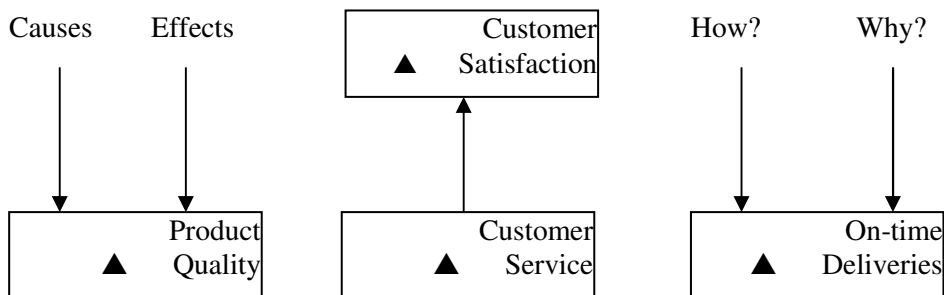 Causes
Effects
Customer
Satisfaction
How?
Why?
Product
Quality
Customer
Service
On-time
Deliveries